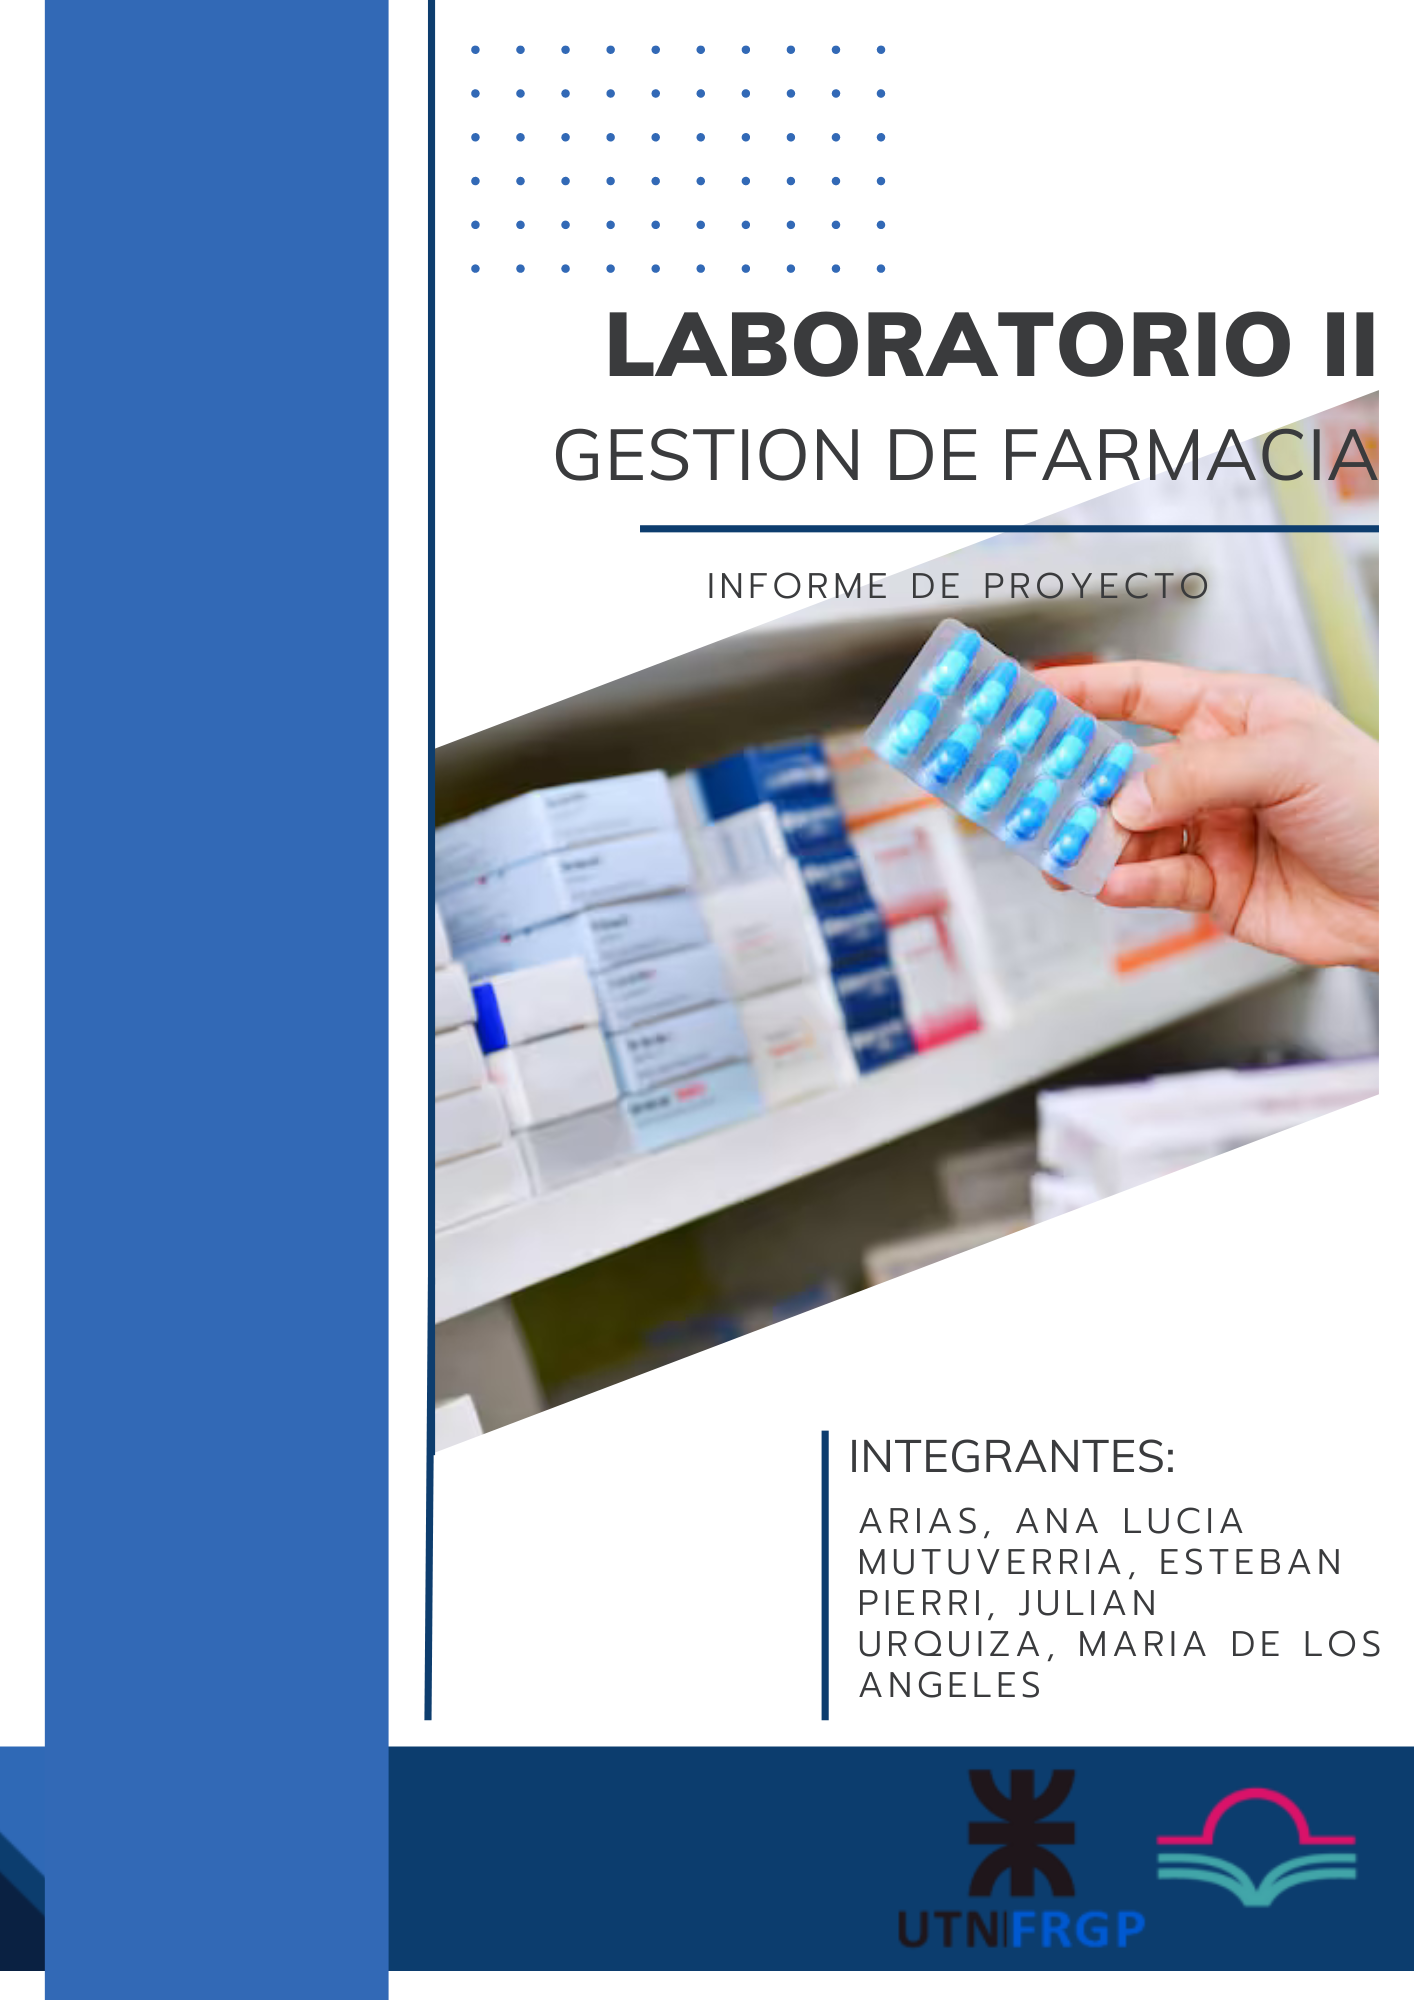 LABORATORIO II
GESTION DE FARMACIA
INFORME DE PROYECTO
INTEGRANTES:
ARIAS, ANA LUCIA
MUTUVERRIA, ESTEBAN
PIERRI, JULIAN
URQUIZA, MARIA DE LOS
ANGELES
UTN|FRGP